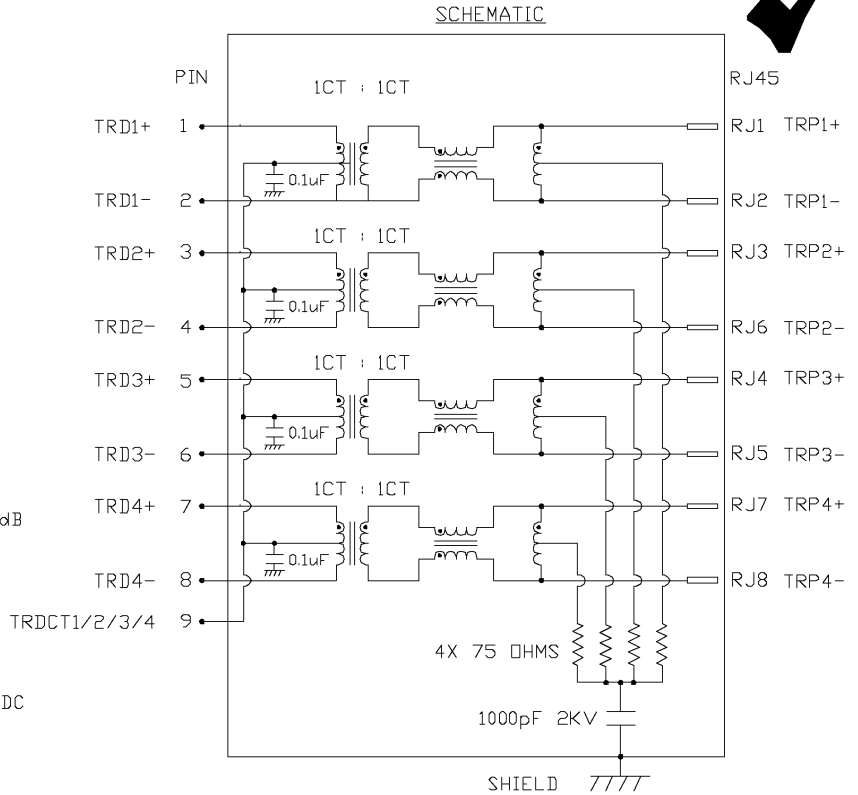 SCHEMATIC
PIN
1CT : 1CT
RJ45
TRD1+ 1
RJ1 TRP1+
0.1uF
TRD1- 2
RJ2 TRP1-
1CT : 1CT
TRD2+ 3
RJ3 TRP2+
0.1uF
TRD2- 4
RJ6 TRP2-
1CT : 1CT
TRD3+ 5
RJ4 TRP3+
0.1uF
TRD3- 6
RJ5 TRP3-
1CT : 1CT
TRD4+ 7
RJ7 TRP4+
dB
0.1uF
TRD4- 8
RJ8 TRP4-
TRDCT1/2/3/4 9
4X 75 OHMS
DC
1000pF 2KV
SHIELD